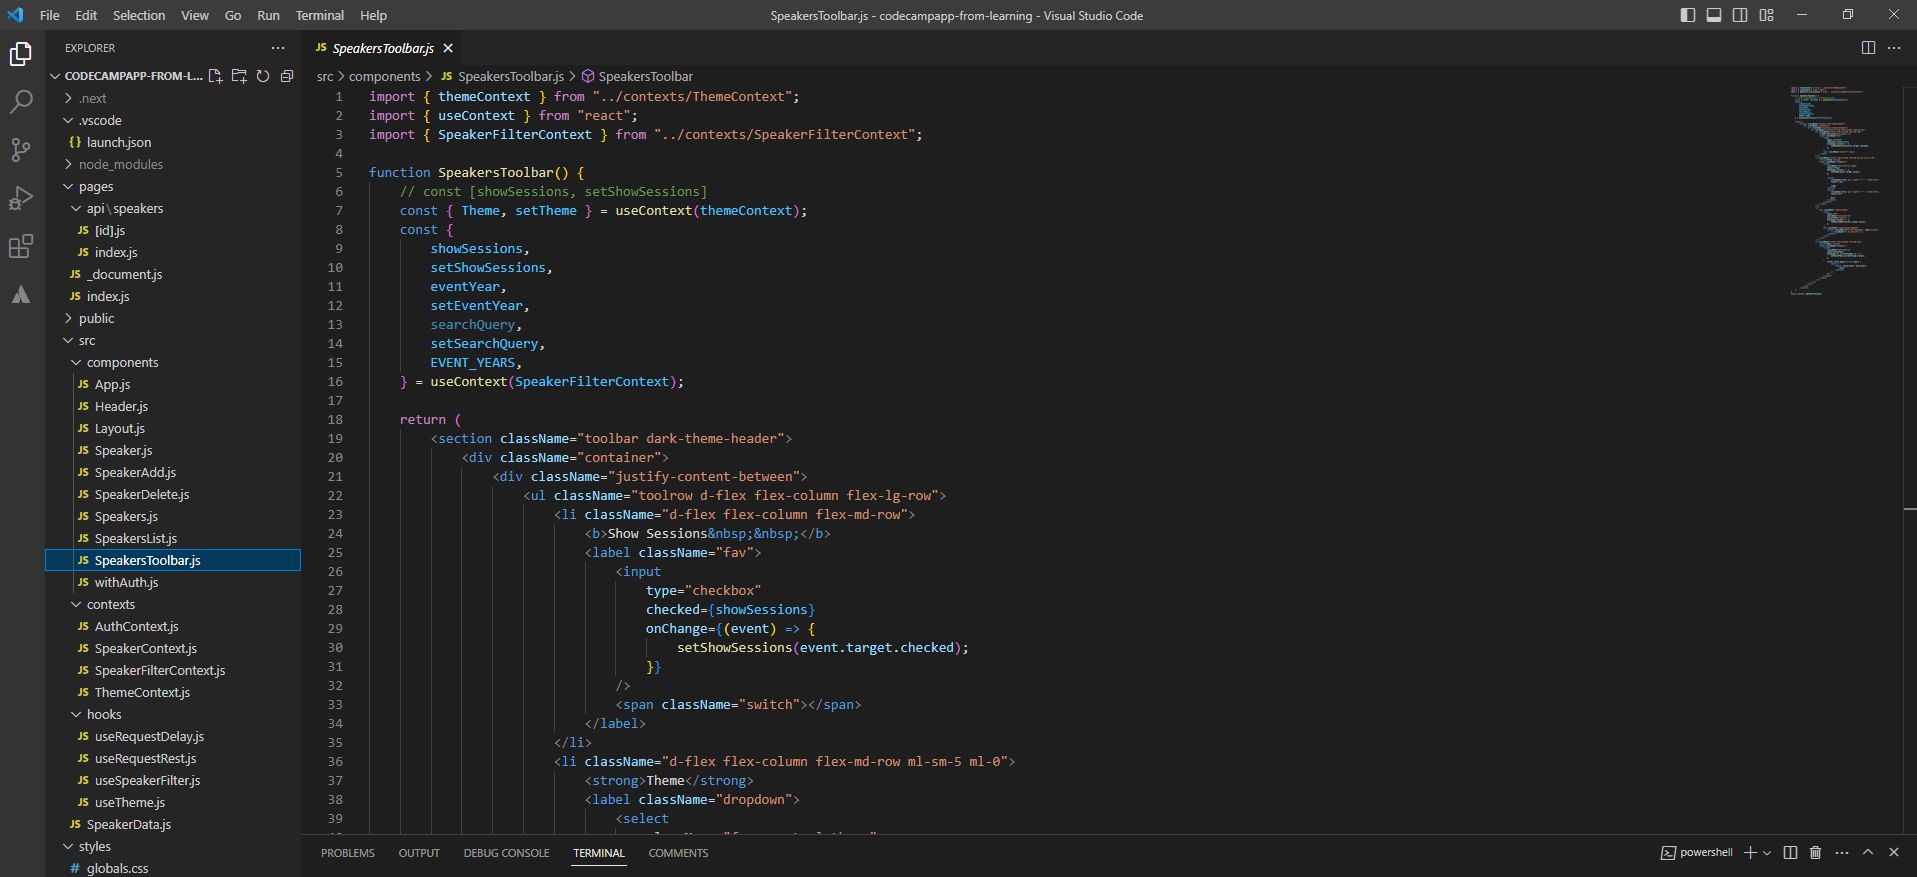 File Edit Selection View Go Run Terminal Help
SpeakersToolbar.js - codecampapp-from-learning - Visual Studio Code
EXPLORER
CODECAMPAPP-FROM-L...
.next
.vscode
{} launch.json
node_modules
pages
api\speakers
JS [id].js
JS index.js
JS _document.js
JS index.js
public
src
components
JS App.js
JS Header.js
JS Layout.js
JS Speaker.js
JS SpeakerAdd.js
JS SpeakerDelete.js
JS Speakers.js
JS SpeakersList.js
JS SpeakersToolbar.js
JS withAuth.js
contexts
JS AuthContext.js
JS SpeakerContext.js
JS SpeakerFilterContext.js
JS ThemeContext.js
hooks
JS useRequestDelay.js
JS useRequestRest.js
JS useSpeakerFilter.js
JS useTheme.js
JS SpeakerData.js
styles
# globals.css
JS SpeakersToolbar.js
src > components > JS SpeakersToolbar.js > SpeakersToolbar
1 import { themeContext } from "../contexts/ThemeContext";
2 import { useContext } from "react";
3 import { SpeakerFilterContext } from "../contexts/SpeakerFilterContext";
4
5 function SpeakersToolbar() {
6 // const [showSessions, setShowSessions]
7 const { Theme, setTheme } = useContext(themeContext);
8 const {
9 showSessions,
10 setShowSessions,
11 eventYear,
12 setEventYear,
13 searchQuery,
14 setSearchQuery,
15 EVENT_YEARS,
16 } = useContext(SpeakerFilterContext);
17
18 return (
19 <section className="toolbar dark-theme-header">
20 <div className="container">
21 <div className="justify-content-between">
22 <ul className="toolrow d-flex flex-column flex-lg-row">
23 <li className="d-flex flex-column flex-md-row">
24 <b>Show Sessions&nbsp;&nbsp;</b>
25 <label className="fav">
26 <input
27 type="checkbox"
28 checked={showSessions}
29 onChange={(event) => {
30 setShowSessions(event.target.checked);
31 }}
32 />
33 <span className="switch"></span>
34 </label>
35 </li>
36 <li className="d-flex flex-column flex-md-row ml-sm-5 ml-0">
37 <strong>Theme</strong>
38 <label className="dropdown">
39 <select
PROBLEMS OUTPUT DEBUG CONSOLE TERMINAL COMMENTS
powershell